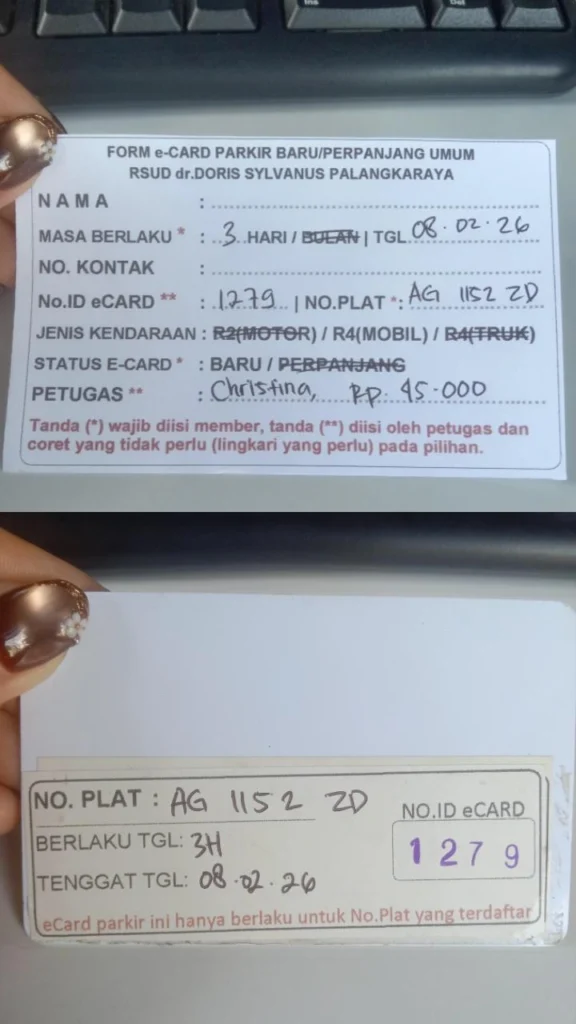 Ins
Del
FORM e-CARD PARKIR BARU/PERPANJANG UMUM
RSUD dr.DORIS SYLVANUS PALANGKARAYA
NAMA :
MASA BERLAKU * : 3 HARI / BULAN | TGL 08.02.26
NO. KONTAK :
No.ID eCARD ** : 1279 | NO.PLAT *: AG 1152 ZD
JENIS KENDARAAN : R2(MOTOR) / R4(MOBIL) / R4(TRUK)
STATUS E-CARD * : BARU / PERPANJANG
PETUGAS ** : Christina, Rp. 45.000
Tanda (*) wajib diisi member, tanda (**) diisi oleh petugas dan
coret yang tidak perlu (lingkari yang perlu) pada pilihan.
NO. PLAT : AG 1152 ZD
NO.ID eCARD
BERLAKU TGL: 3H
1279
TENGGAT TGL: 08.02.26
eCard parkir ini hanya berlaku untuk No.Plat yang terdaftar